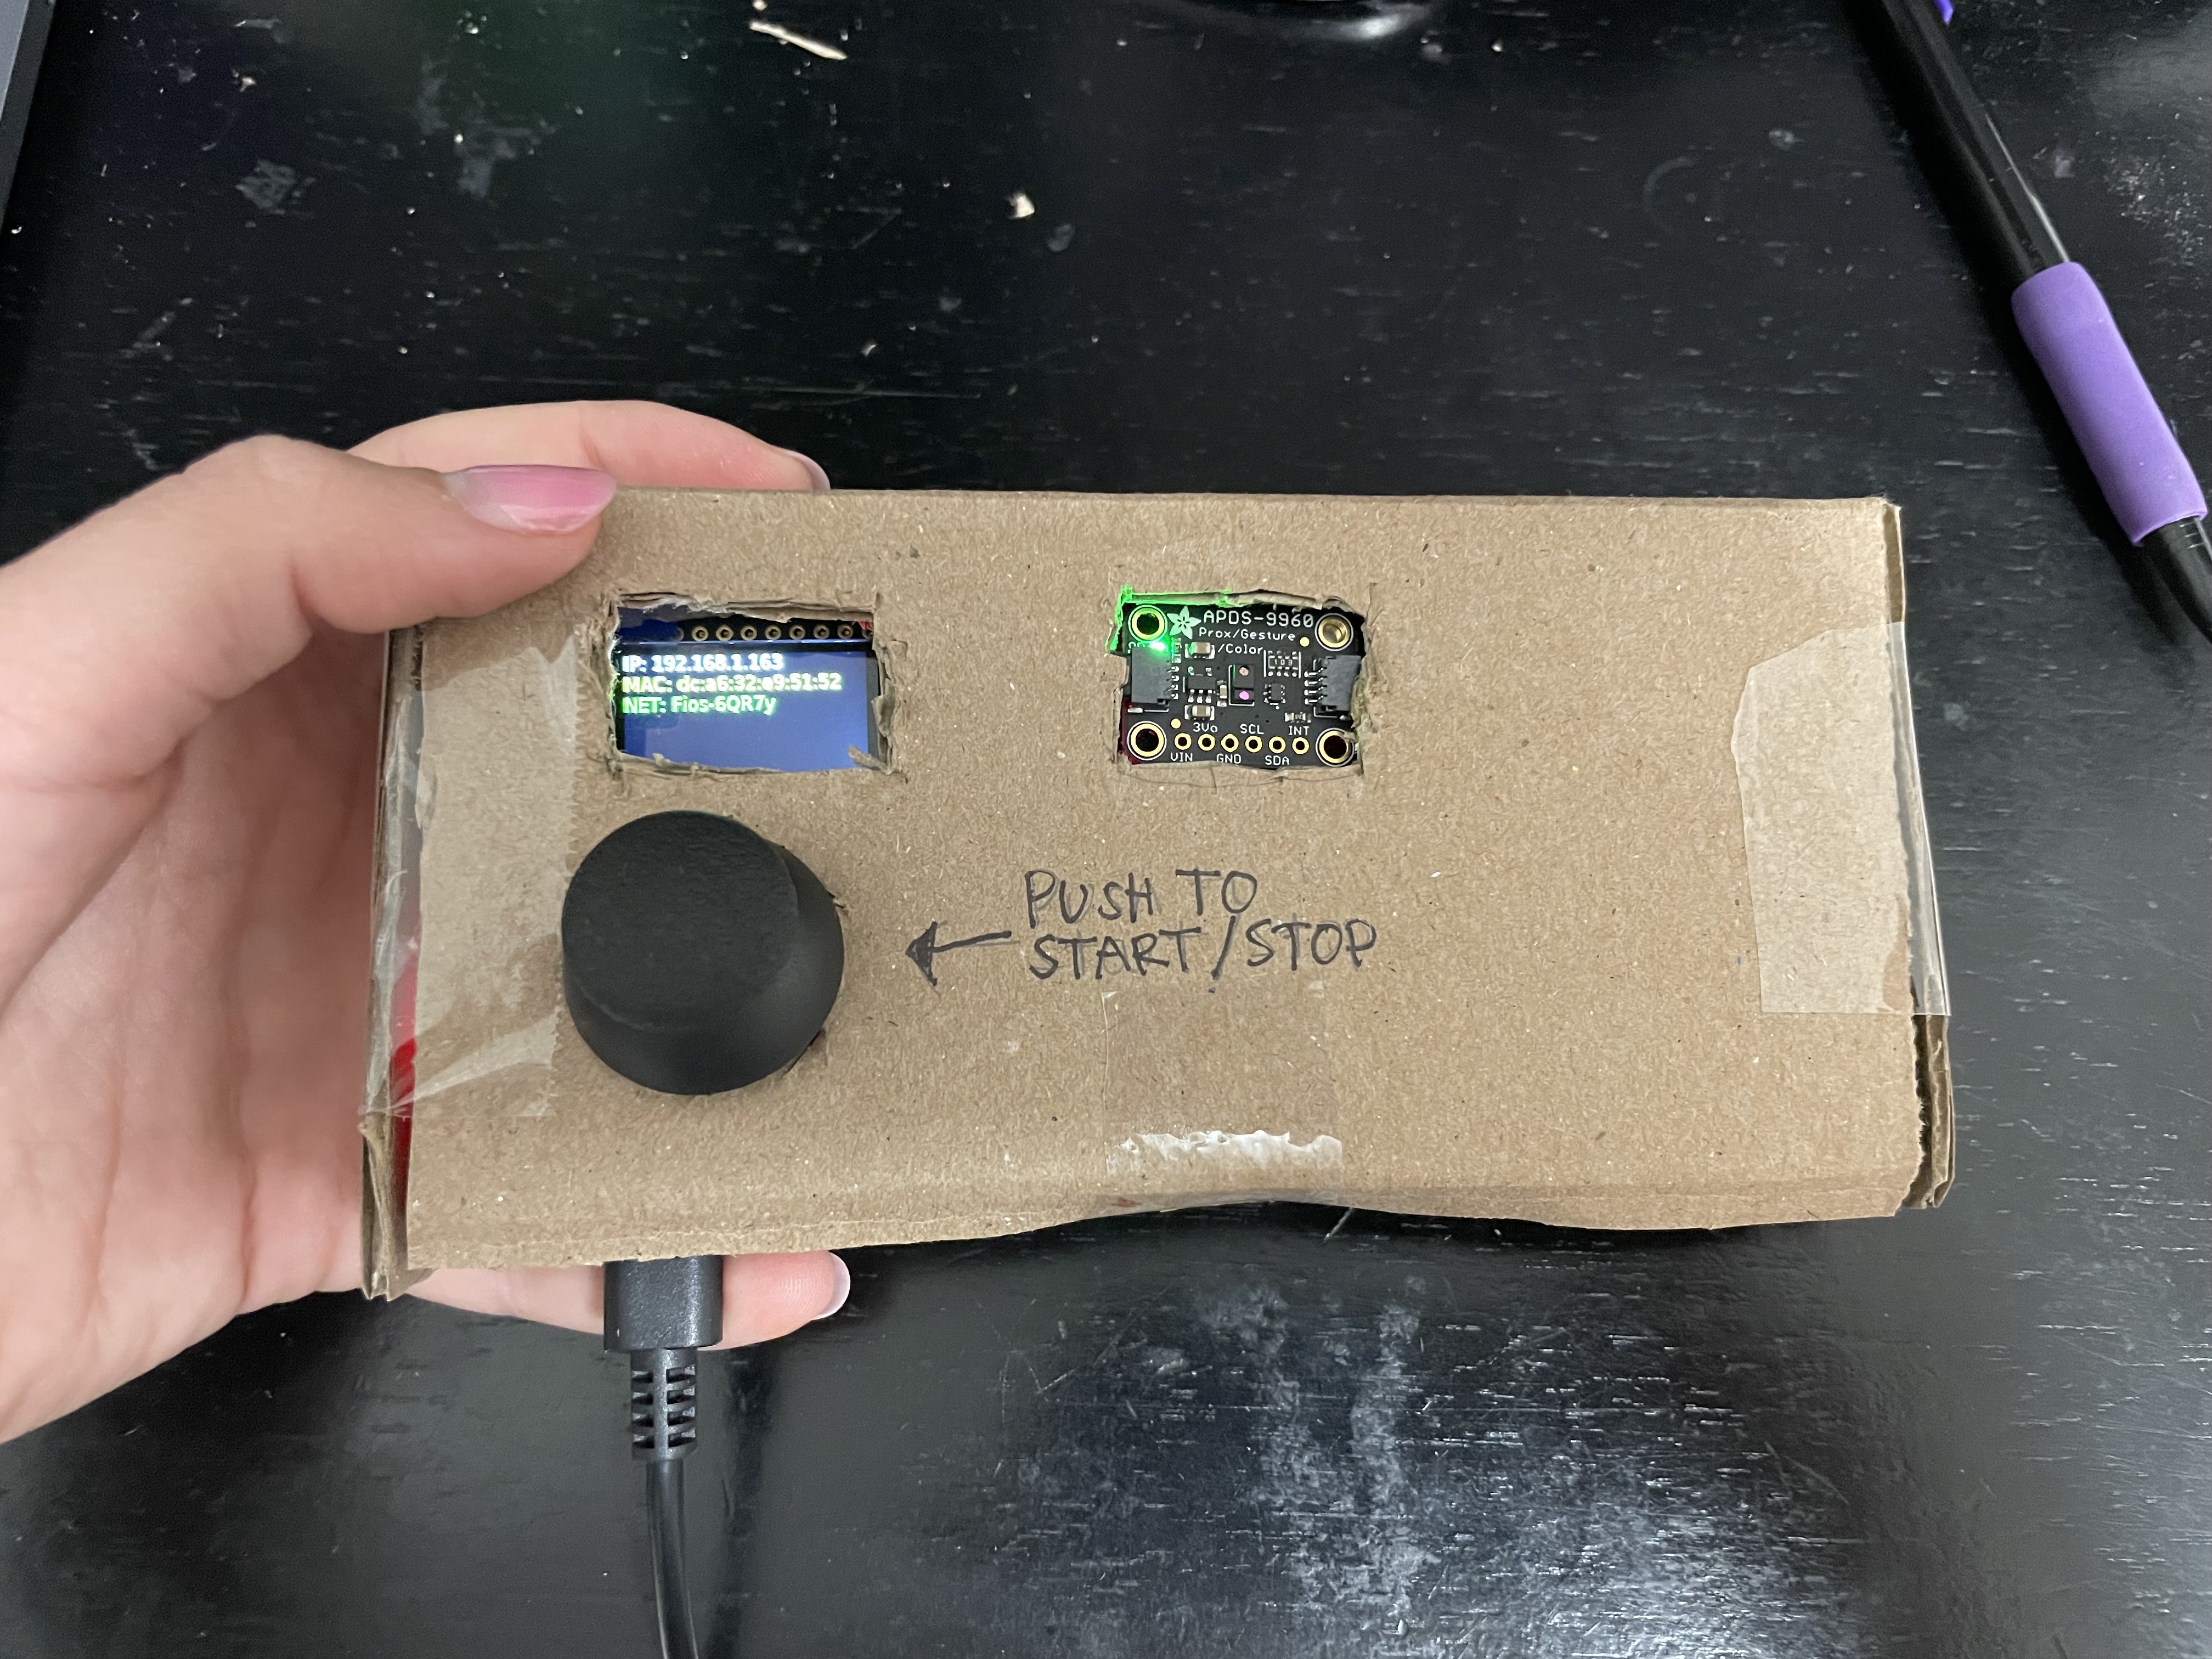 IP: 192.168.1.163
MAC: dc:a6:32:e9:51:52
NET: Fios-6QR7y
APDS-9960
Prox/Gesture
/Color
3Vo SCL INT
VIN GND SDA
PUSH TO
START/STOP